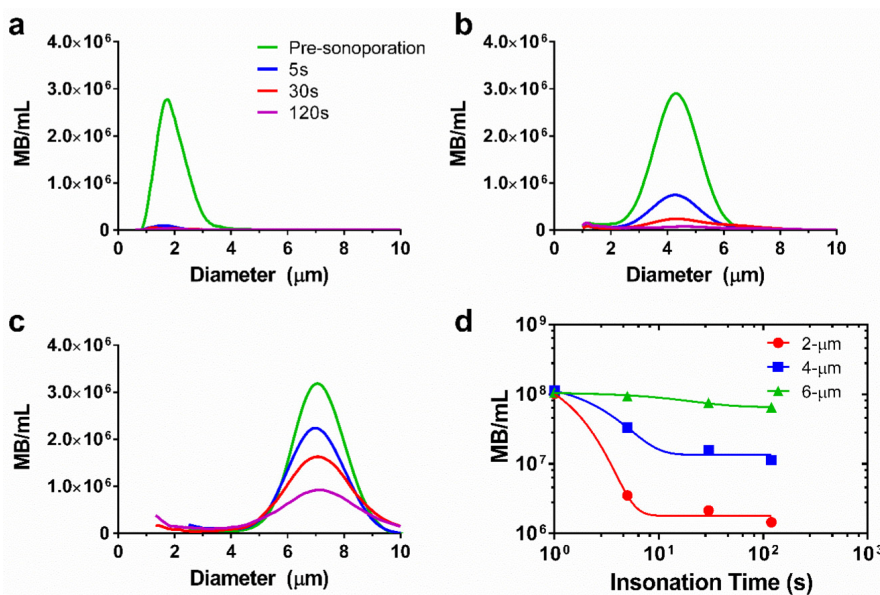 a
4.0×10⁶
3.0×10⁶
2.0×10⁶
1.0×10⁶
0
MB/mL
0 2 4 6 8 10
Diameter (μm)
Pre-sonoporation
5s
30s
120s
b
4.0×10⁶
3.0×10⁶
2.0×10⁶
1.0×10⁶
0
MB/mL
0 2 4 6 8 10
Diameter (μm)
c
4.0×10⁶
3.0×10⁶
2.0×10⁶
1.0×10⁶
0
MB/mL
0 2 4 6 8 10
Diameter (μm)
d
10⁹
10⁸
10⁷
10⁶
MB/mL
10⁰ 10¹ 10² 10³
Insonation Time (s)
2-μm
4-μm
6-μm